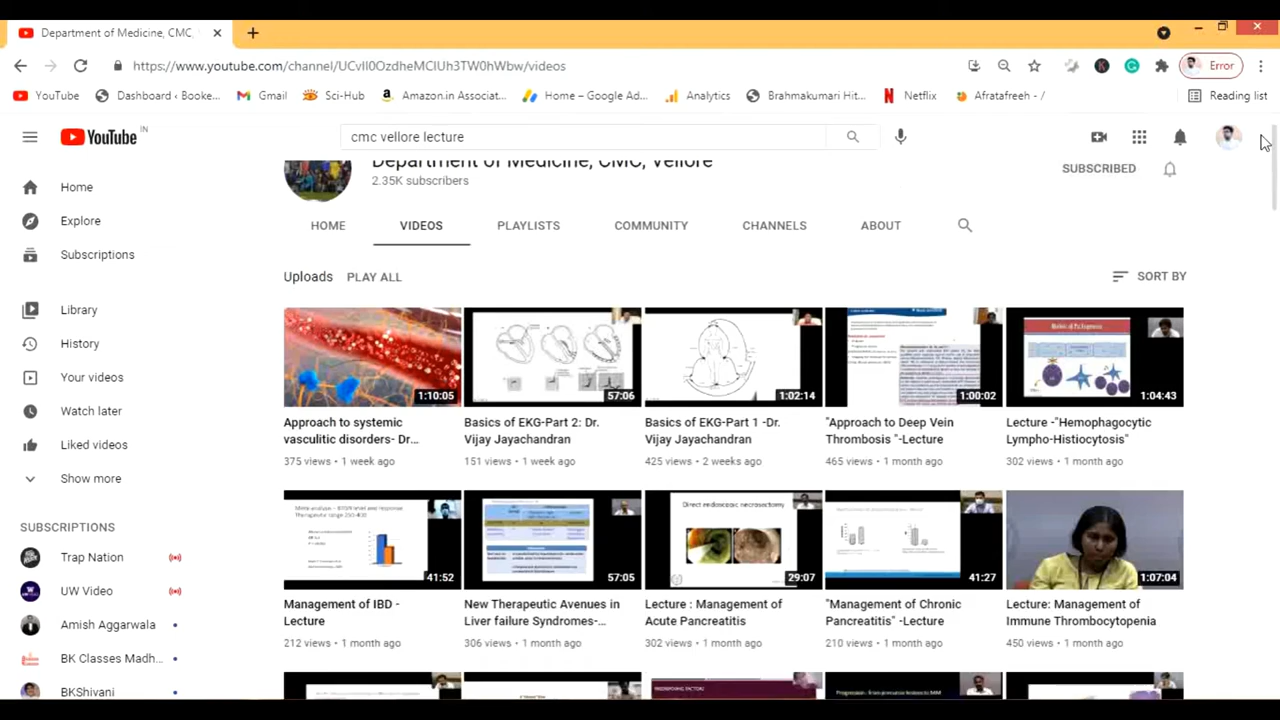 Department of Medicine, CMC,
https://www.youtube.com/channel/UCvIl0OzdheMClUh3TW0hWbw/videos
Error
YouTube
Dashboard ‹ Booke...
Gmail
Sci-Hub
Amazon.in Associat...
Home – Google Ad...
Analytics
Brahmakumari Hit...
Netflix
Afratafreeh - /
Reading list
YouTube IN
cmc vellore lecture
Department of Medicine, CMC, Vellore
2.35K subscribers
SUBSCRIBED
Home
Explore
Subscriptions
Library
History
Your videos
Watch later
Liked videos
Show more
SUBSCRIPTIONS
Trap Nation
UW Video
Amish Aggarwala
BK Classes Madh...
BKShivani
HOME
VIDEOS
PLAYLISTS
COMMUNITY
CHANNELS
ABOUT
Uploads
PLAY ALL
SORT BY
1:10:05
Approach to systemic
vasculitic disorders- Dr...
375 views • 1 week ago
57:06
Basics of EKG-Part 2: Dr.
Vijay Jayachandran
151 views • 1 week ago
1:02:14
Basics of EKG-Part 1 -Dr.
Vijay Jayachandran
425 views • 2 weeks ago
1:00:02
"Approach to Deep Vein
Thrombosis "-Lecture
465 views • 1 month ago
1:04:43
Lecture -"Hemophagocytic
Lympho-Histiocytosis"
302 views • 1 month ago
41:52
Management of IBD -
Lecture
212 views • 1 month ago
57:05
New Therapeutic Avenues in
Liver failure Syndromes-...
306 views • 1 month ago
Direct endoscopic necrosectomy
29:07
Lecture : Management of
Acute Pancreatitis
302 views • 1 month ago
41:27
"Management of Chronic
Pancreatitis" -Lecture
210 views • 1 month ago
1:07:04
Lecture: Management of
Immune Thrombocytopenia
450 views • 1 month ago